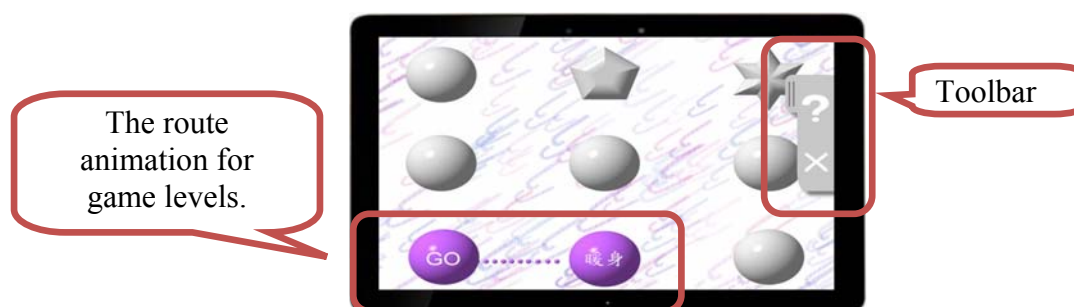 The route
animation for
game levels.
Toolbar
?
×
GO
暖身